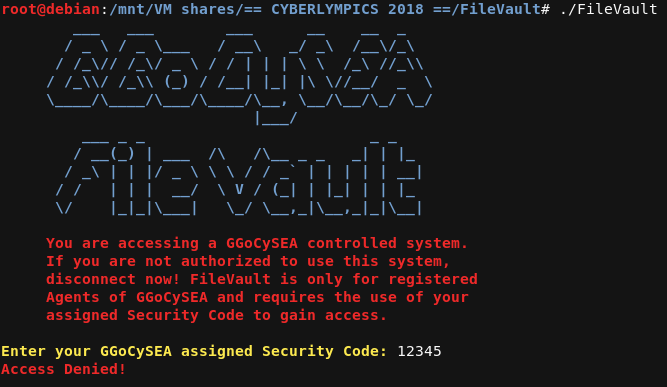 root@debian:/mnt/VM shares/== CYBERLYMPICS 2018 ==/FileVault# ./FileVault
GGoCySEA
FileVault
You are accessing a GGoCySEA controlled system.
If you are not authorized to use this system,
disconnect now! FileVault is only for registered
Agents of GGoCySEA and requires the use of your
assigned Security Code to gain access.
Enter your GGoCySEA assigned Security Code: 12345
Access Denied!